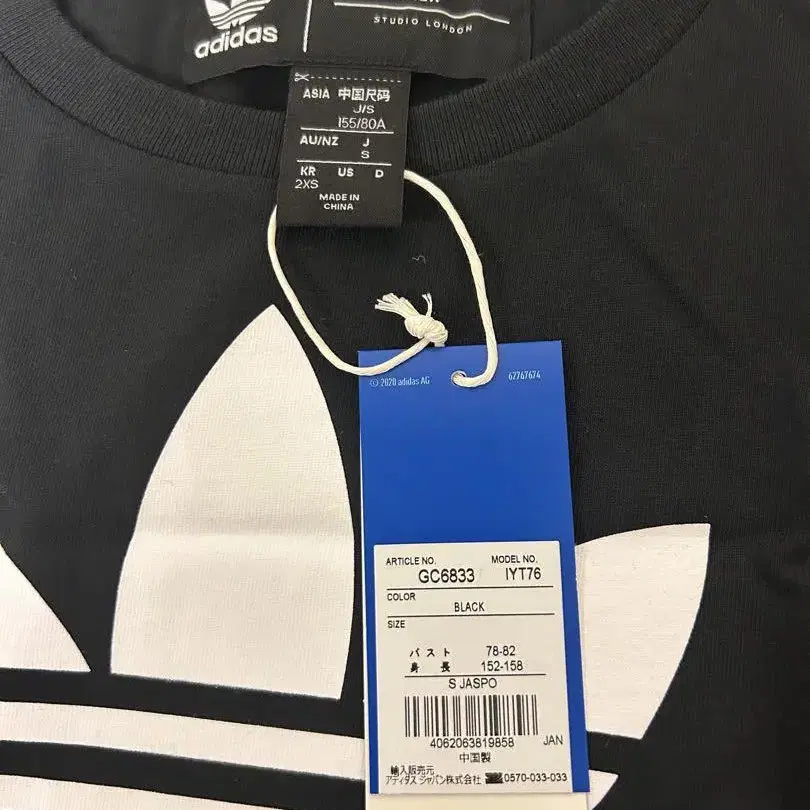 adidas
STUDIO LONDON
ASIA 中国尺码
J/S
155/80A
AU/NZ J
S
KR US D
2XS
MADE IN
CHINA
© 2020 adidas AG 62767674
ARTICLE NO. MODEL NO.
GC6833 IYT76
COLOR
BLACK
SIZE
バスト 78-82
身長 152-158
S JASPO
4062063819858 JAN
中国製
輸入販売元
アディダス ジャパン株式会社 0570-033-033